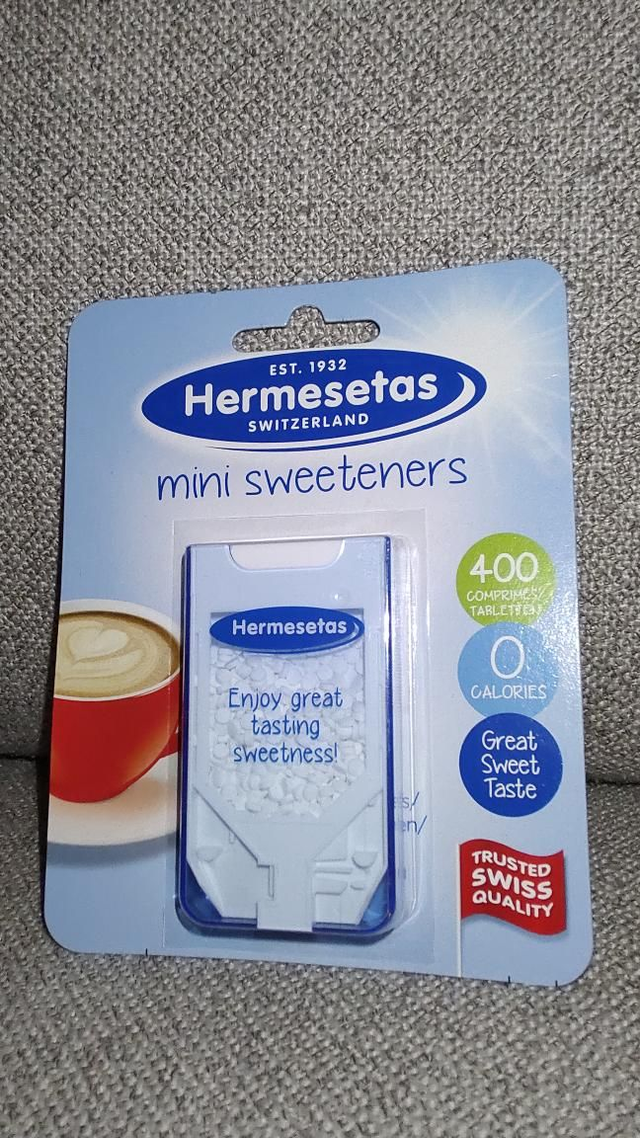 EST. 1932
Hermesetas
SWITZERLAND
mini sweeteners
400
COMPRIMÉS/
TABLETTEN
0
CALORIES
Great
Sweet
Taste
Hermesetas
Enjoy great
tasting
sweetness!
TRUSTED
SWISS
QUALITY